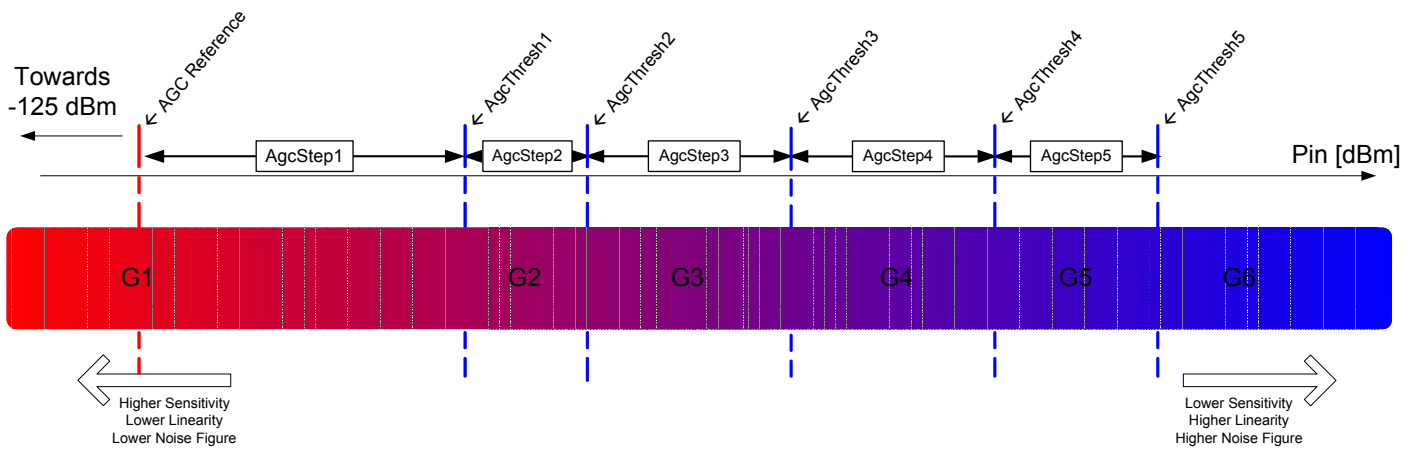 Towards
-125 dBm
← AGC Reference
← AgcThresh1
← AgcThresh2
← AgcThresh3
← AgcThresh4
← AgcThresh5
AgcStep1
AgcStep2
AgcStep3
AgcStep4
AgcStep5
Pin [dBm]
G1
G2
G3
G4
G5
G6
Higher Sensitivity
Lower Linearity
Lower Noise Figure
Lower Sensitivity
Higher Linearity
Higher Noise Figure